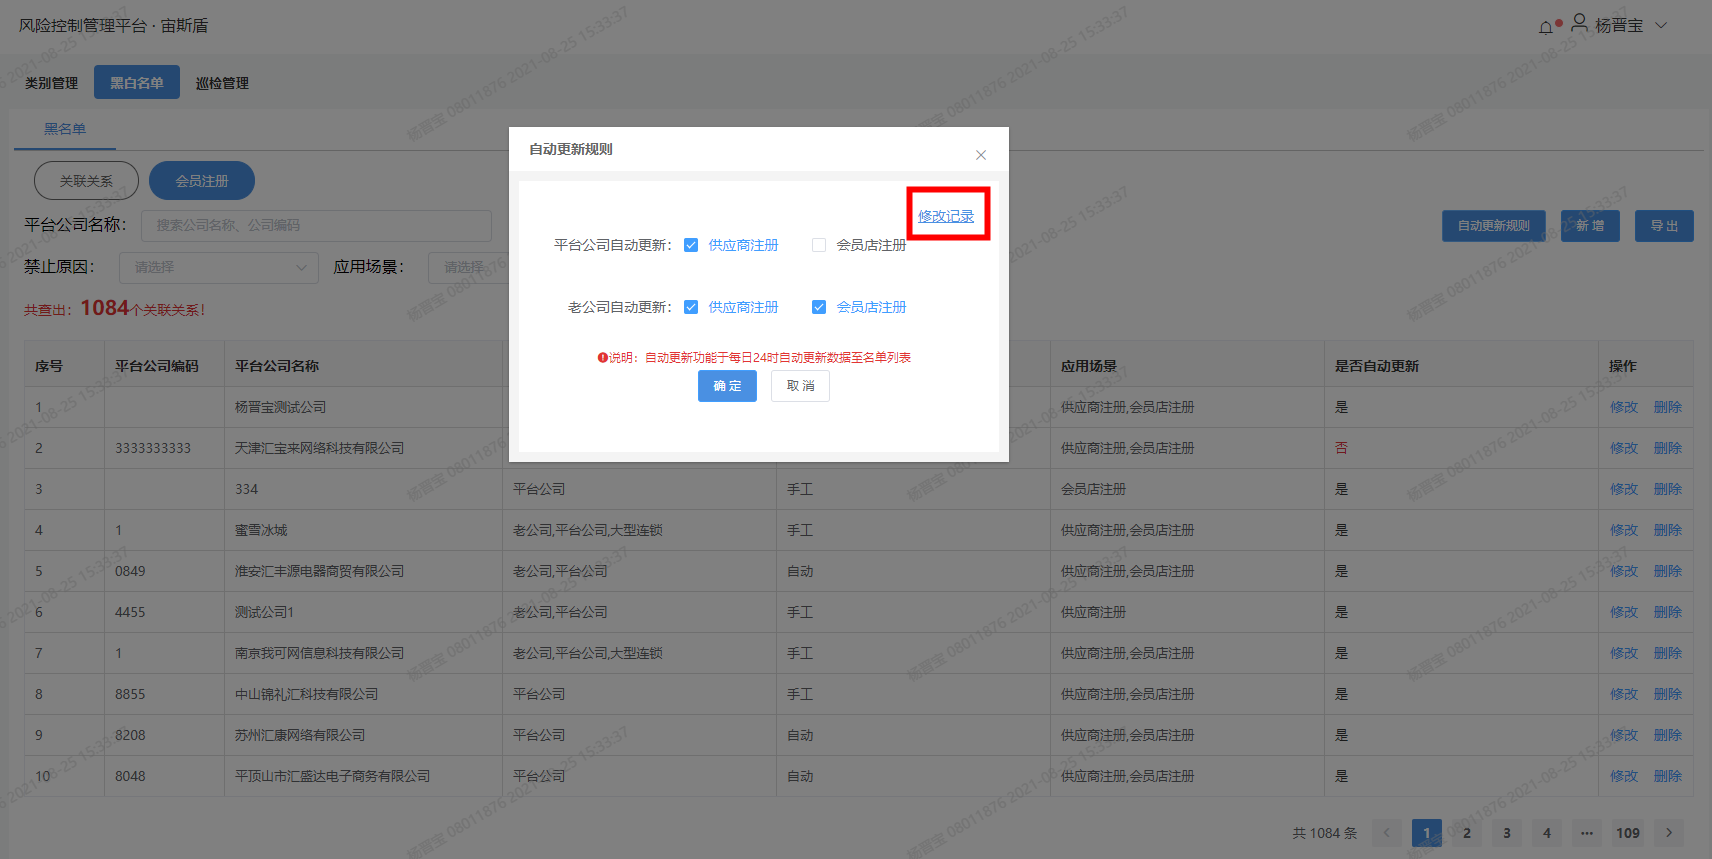 风险控制管理平台 · 宙斯盾
杨晋宝
类别管理 黑白名单 巡检管理
黑名单
关联关系 会员注册
平台公司名称： 搜索公司名称、公司编码
自动更新规则 新 增 导 出
禁止原因： 请选择 应用场景： 请选择
共查出：1084个关联关系！
自动更新规则
修改记录
平台公司自动更新： 供应商注册 会员店注册
老公司自动更新： 供应商注册 会员店注册
说明：自动更新功能于每日24时自动更新数据至名单列表
确 定 取 消
序号 平台公司编码 平台公司名称 应用场景 是否自动更新 操作
1 杨晋宝测试公司 供应商注册,会员店注册 是 修改 删除
2 3333333333 天津汇宝来网络科技有限公司 供应商注册,会员店注册 否 修改 删除
3 334 平台公司 手工 会员店注册 是 修改 删除
4 1 蜜雪冰城 老公司,平台公司,大型连锁 手工 供应商注册,会员店注册 是 修改 删除
5 0849 淮安汇丰源电器商贸有限公司 老公司,平台公司 自动 供应商注册,会员店注册 是 修改 删除
6 4455 测试公司1 老公司,平台公司 手工 供应商注册 是 修改 删除
7 1 南京我可网信息科技有限公司 老公司,平台公司,大型连锁 手工 供应商注册,会员店注册 是 修改 删除
8 8855 中山锦礼汇科技有限公司 平台公司 手工 供应商注册,会员店注册 是 修改 删除
9 8208 苏州汇康网络有限公司 平台公司 自动 供应商注册,会员店注册 是 修改 删除
10 8048 平顶山市汇盛达电子商务有限公司 平台公司 自动 供应商注册,会员店注册 是 修改 删除
共 1084 条 1 2 3 4 ··· 109
杨晋宝 08011876 2021-08-25 15:33:37